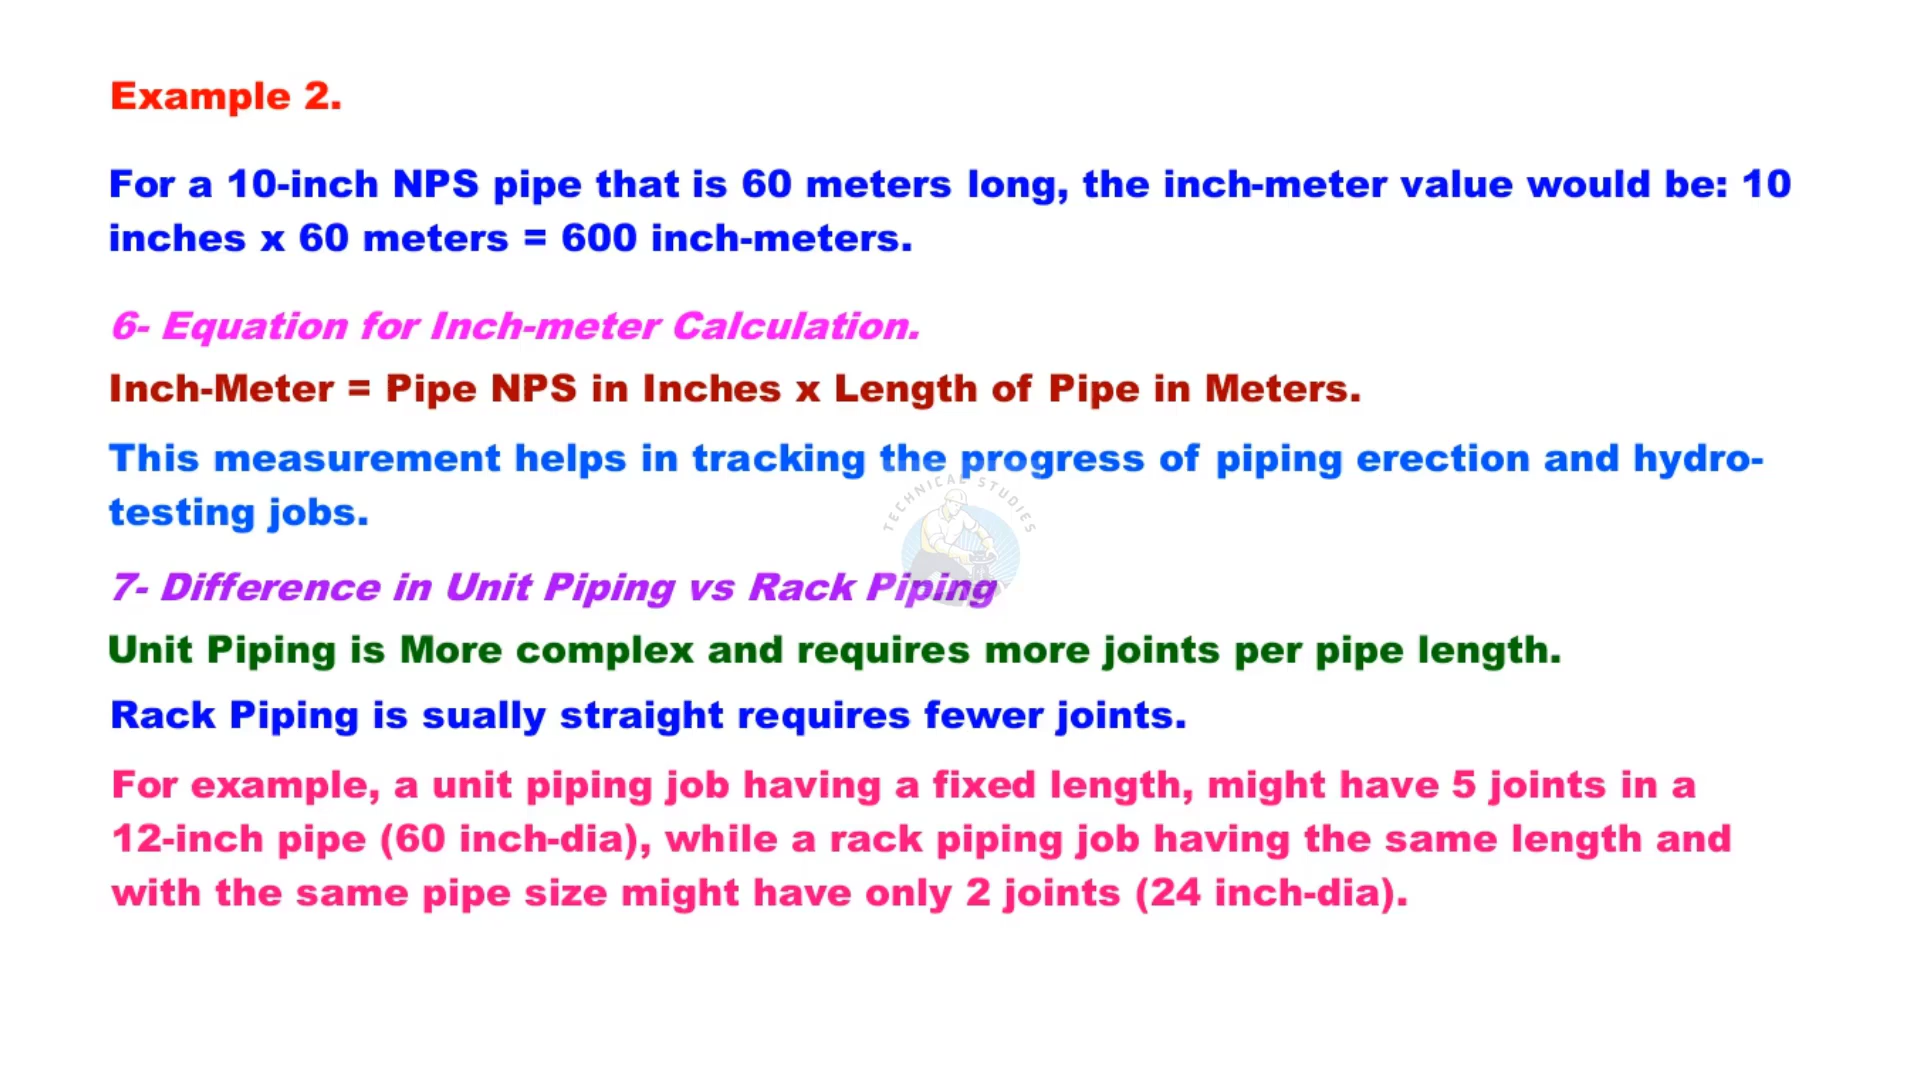 Example 2.
For a 10-inch NPS pipe that is 60 meters long, the inch-meter value would be: 10
inches x 60 meters = 600 inch-meters.
6- Equation for Inch-meter Calculation.
Inch-Meter = Pipe NPS in Inches x Length of Pipe in Meters.
This measurement helps in tracking the progress of piping erection and hydro-
testing jobs.
TECHNICAL STUDIES
7- Difference in Unit Piping vs Rack Piping
Unit Piping is More complex and requires more joints per pipe length.
Rack Piping is sually straight requires fewer joints.
For example, a unit piping job having a fixed length, might have 5 joints in a
12-inch pipe (60 inch-dia), while a rack piping job having the same length and
with the same pipe size might have only 2 joints (24 inch-dia).